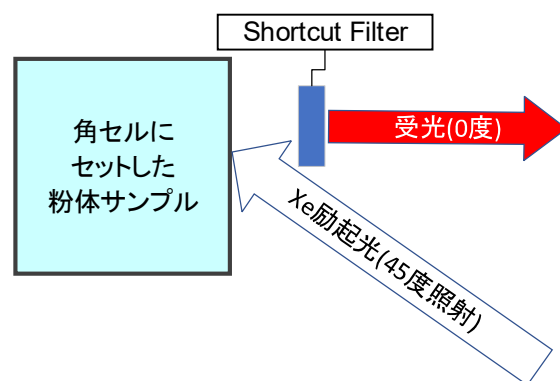 Shortcut Filter
角セルに
セットした
粉体サンプル
受光(0度)
Xe励起光(45度照射)